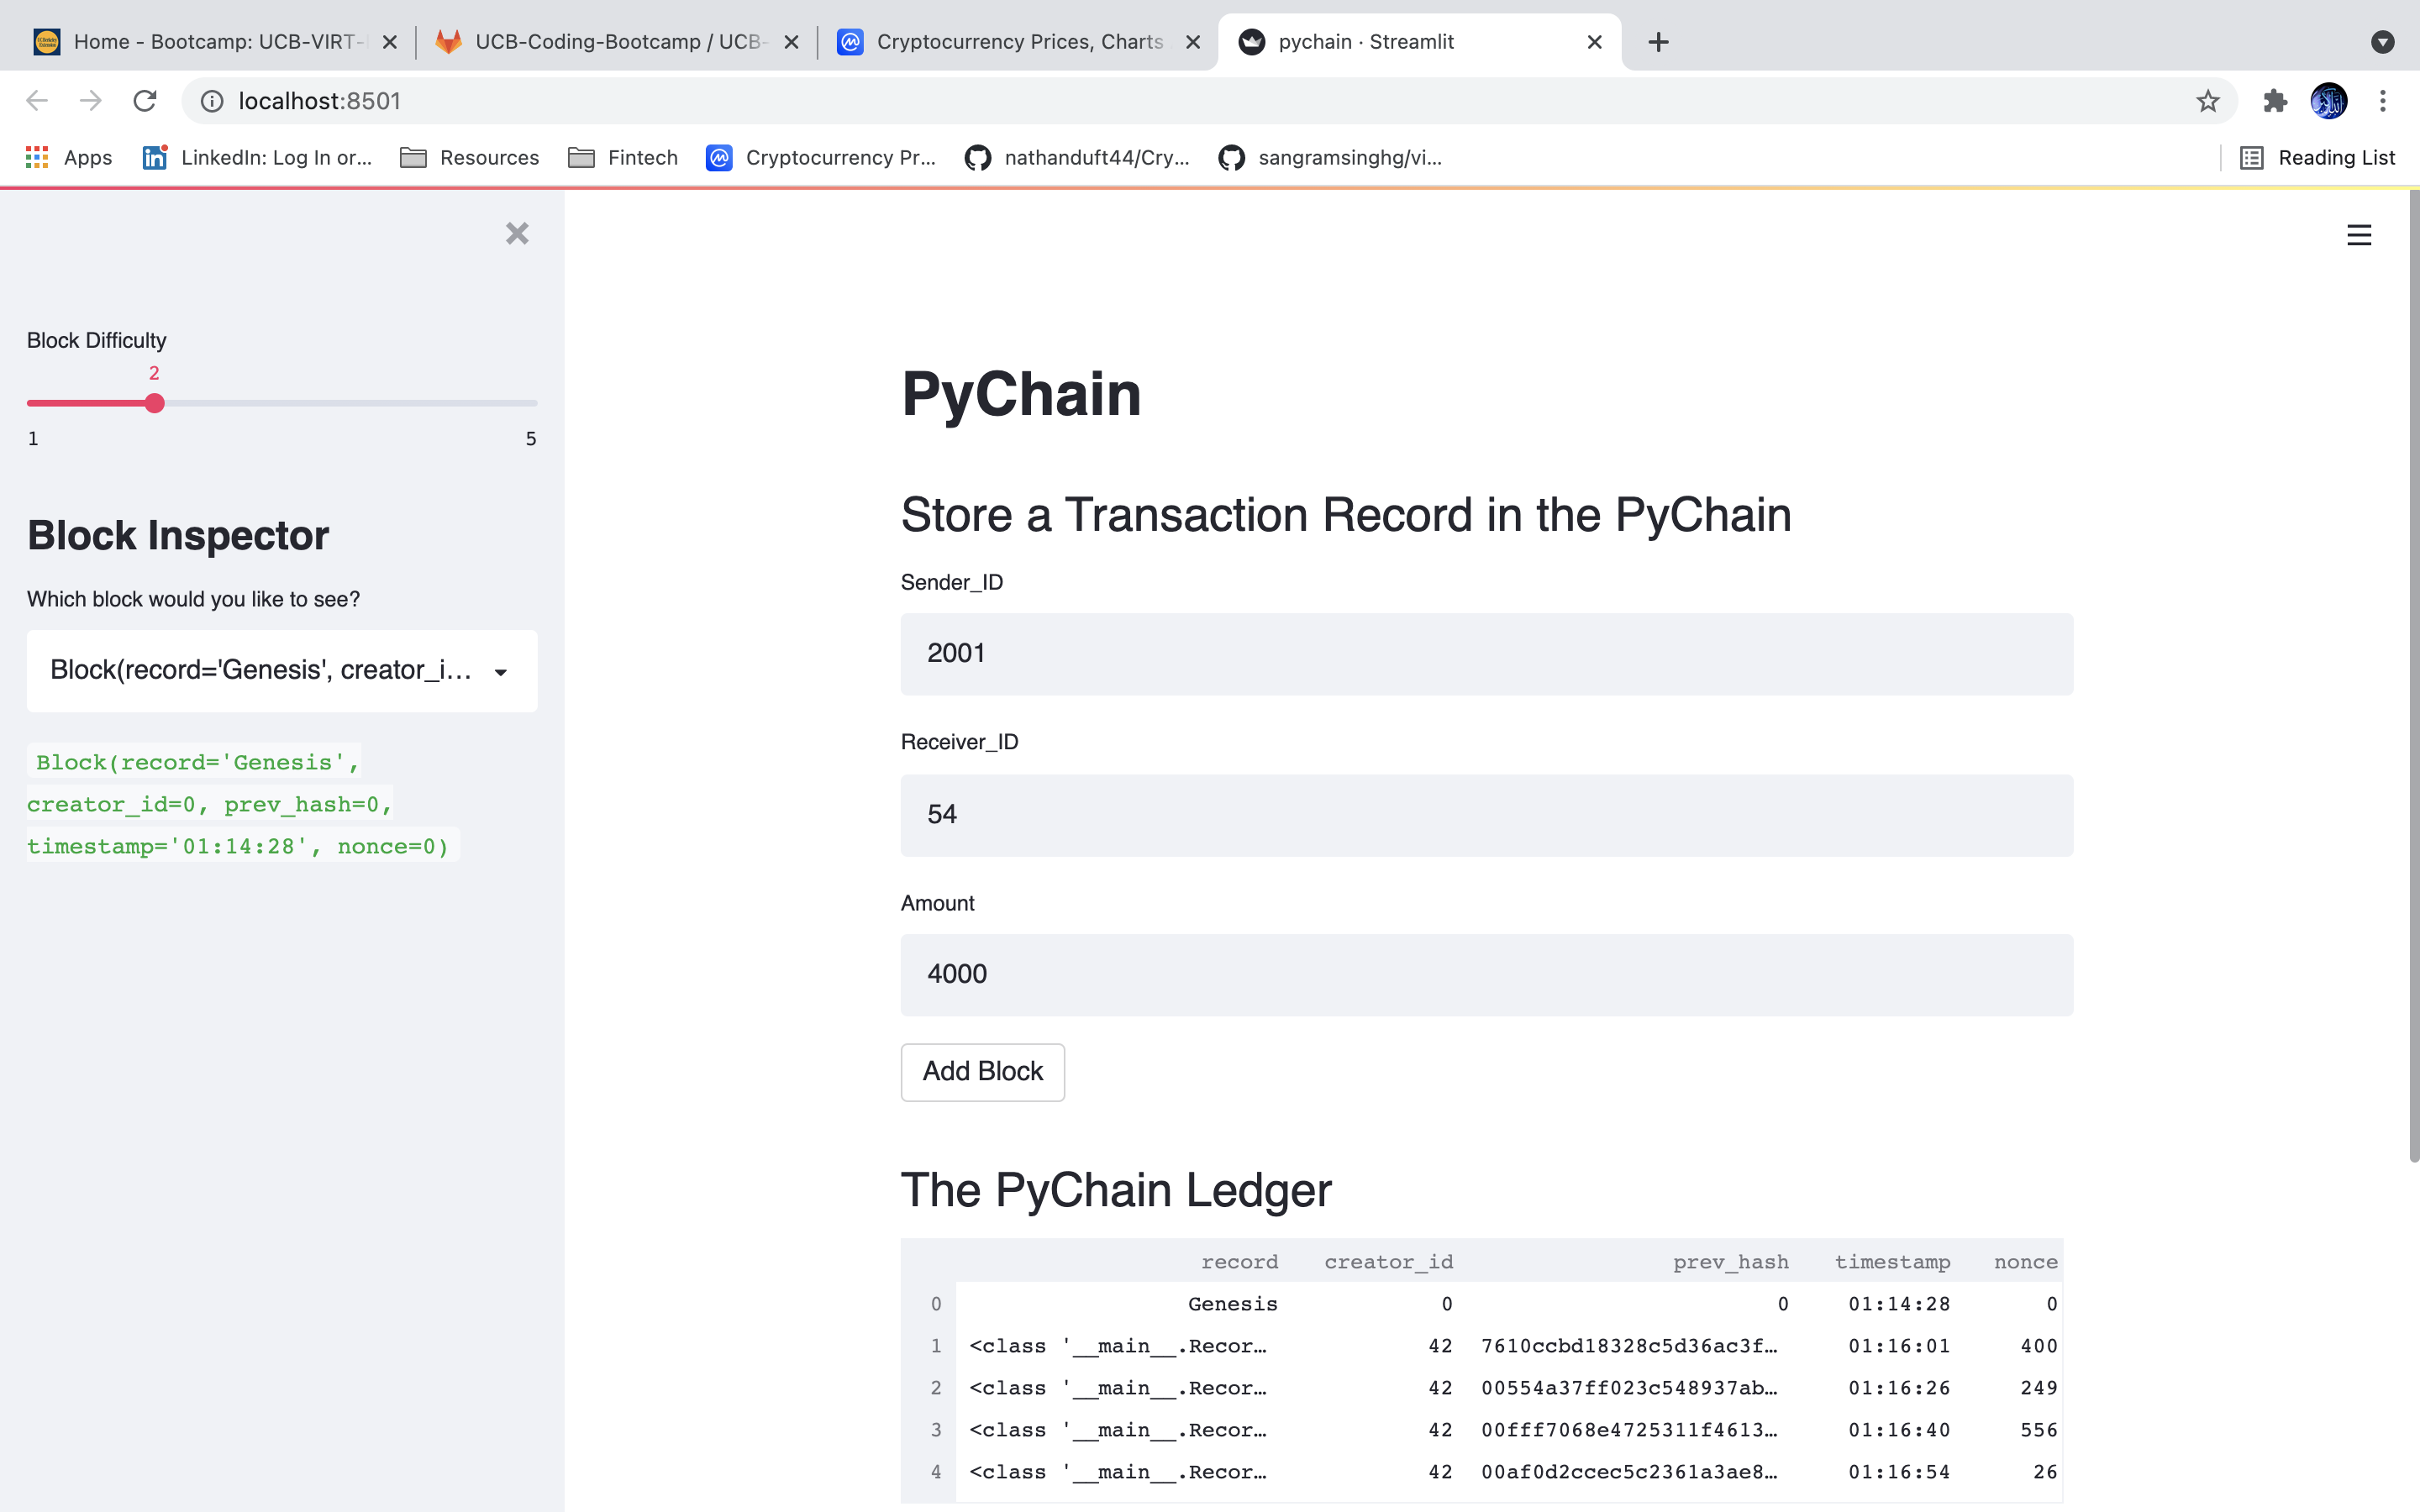 Home - Bootcamp: UCB-VIRT-
UCB-Coding-Bootcamp / UCB-
Cryptocurrency Prices, Charts
pychain · Streamlit
localhost:8501
Apps
LinkedIn: Log In or...
Resources
Fintech
Cryptocurrency Pr...
nathanduft44/Cry...
sangramsinghg/vi...
Reading List
Block Difficulty
2
1 5
Block Inspector
Which block would you like to see?
Block(record='Genesis', creator_i...
Block(record='Genesis',
creator_id=0, prev_hash=0,
timestamp='01:14:28', nonce=0)
PyChain
Store a Transaction Record in the PyChain
Sender_ID
2001
Receiver_ID
54
Amount
4000
Add Block
The PyChain Ledger
record creator_id prev_hash timestamp nonce
0 Genesis 0 0 01:14:28 0
1 <class '__main__.Recor… 42 7610ccbd18328c5d36ac3f… 01:16:01 400
2 <class '__main__.Recor… 42 00554a37ff023c548937ab… 01:16:26 249
3 <class '__main__.Recor… 42 00fff7068e4725311f4613… 01:16:40 556
4 <class '__main__.Recor… 42 00af0d2ccec5c2361a3ae8… 01:16:54 26